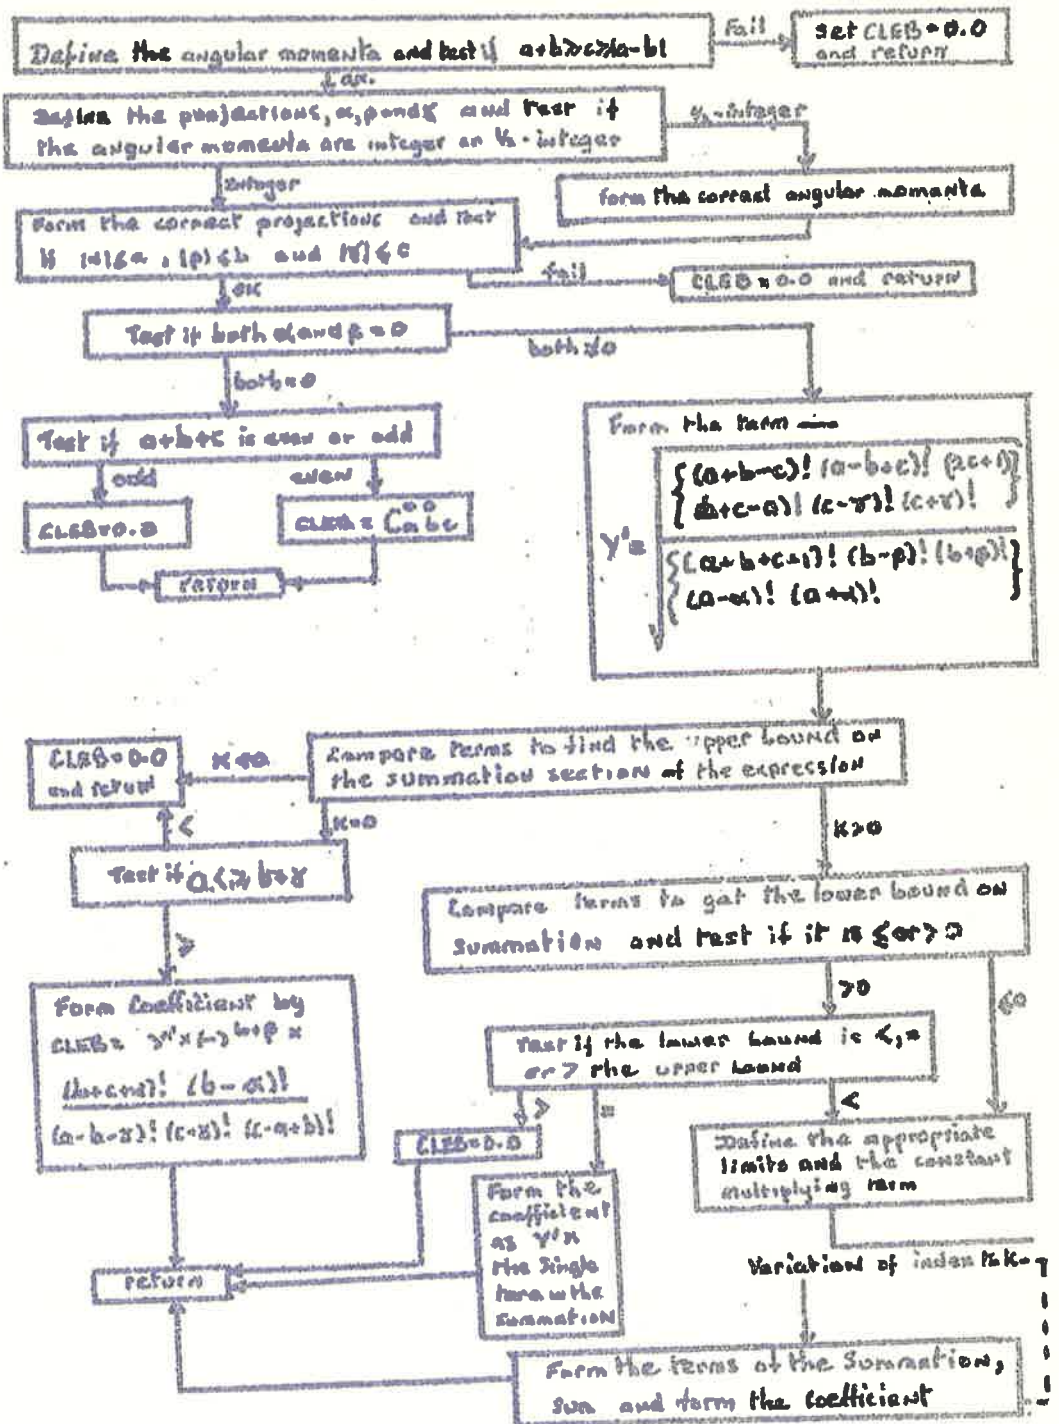 Define the angular momenta and test if a+b≥c≥|a-b|
Fail
set CLEB=0.0
and return
OK.
Define the projections, α, β and γ and test if
the angular momenta are integer or ½-integer
½-integer
Integer
Form the correct angular momenta
Form the correct projections and test
if |α|≤a, |β|≤b and |γ|≤c
fail
CLEB=0.0 and return
OK
Test if both α and β=0
both≠0
both=0
Test if a+b+c is even or odd
odd
even
CLEB=0.0
CLEB= C⁰⁰abc
return
Form the term
{(a+b-c)! (a-b+c)! (2c+1)}
{(b+c-a)! (c-γ)! (c+γ)!}
Y'=
{(a+b+c+1)! (b-β)! (b+β)!}
{(a-α)! (a+α)!}
CLEB=0.0
and return
K<0
Compare terms to find the upper bound on
the summation section of the expression
<
K=0
K>0
Test if a<≥ b+γ
≥
Compare terms to get the lower bound on
summation and test if it is ≤ or > 0
>0
≤0
Form Coefficient by
CLEB= Y'×(-)ᵇ⁺ᵝ ×
(b+c+α)! (b-α)!
(a-b-γ)! (c+γ)! (c-a+b)!
Test if the lower bound is <,=
or > the upper bound
>
=
<
CLEB=0.0
Define the appropriate
limits and the constant
multiplying term
Form the
coefficient
as Y'×
the single
term in the
summation
Variation of index
return
Form the terms of the Summation,
Sum and form the coefficient